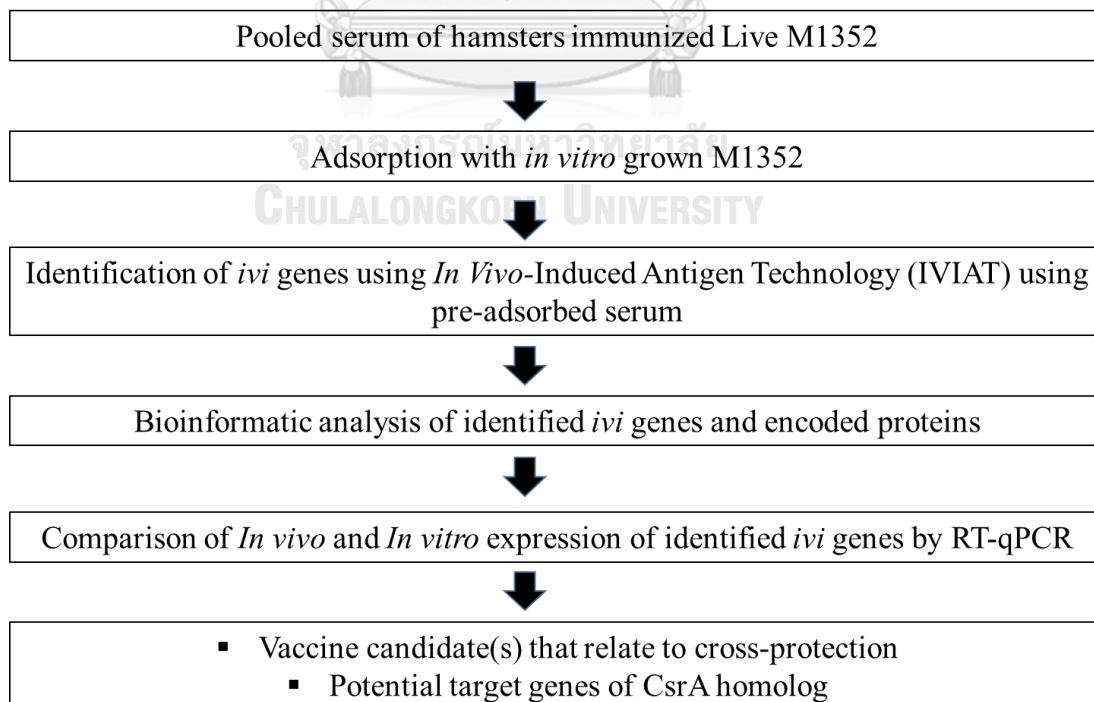 Pooled serum of hamsters immunized Live M1352
จุฬาลงกรณ์มหาวิทยาลัย
Adsorption with in vitro grown M1352
CHULALONGKORN UNIVERSITY
Identification of ivi genes using In Vivo-Induced Antigen Technology (IVIAT) using
pre-adsorbed serum
Bioinformatic analysis of identified ivi genes and encoded proteins
Comparison of In vivo and In vitro expression of identified ivi genes by RT-qPCR
▪ Vaccine candidate(s) that relate to cross-protection
▪ Potential target genes of CsrA homolog